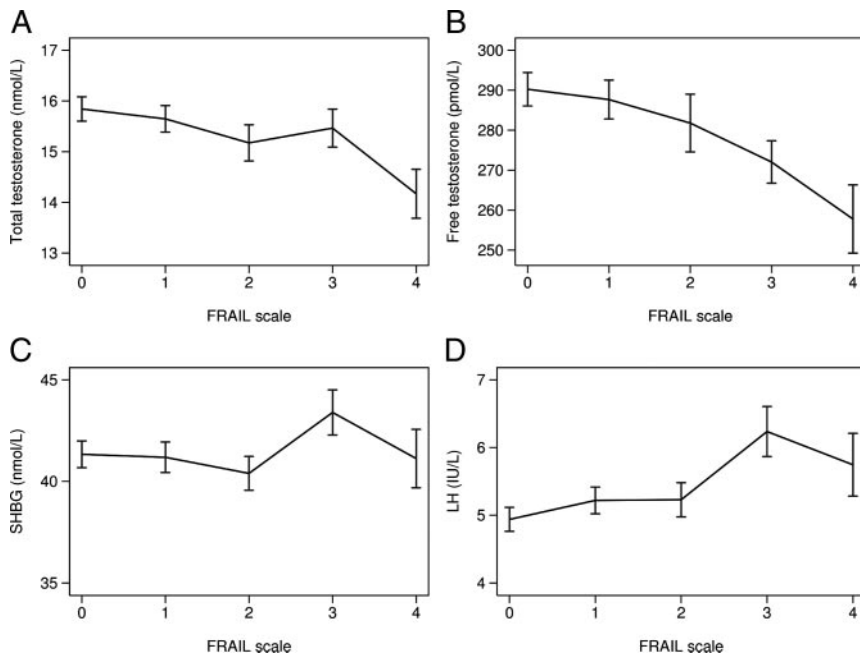 A
Total testosterone (nmol/L)
17
16
15
14
13
0 1 2 3 4
FRAIL scale
B
Free testosterone (pmol/L)
300
290
280
270
260
250
0 1 2 3 4
FRAIL scale
C
SHBG (nmol/L)
45
40
35
0 1 2 3 4
FRAIL scale
D
LH (IU/L)
7
6
5
4
0 1 2 3 4
FRAIL scale